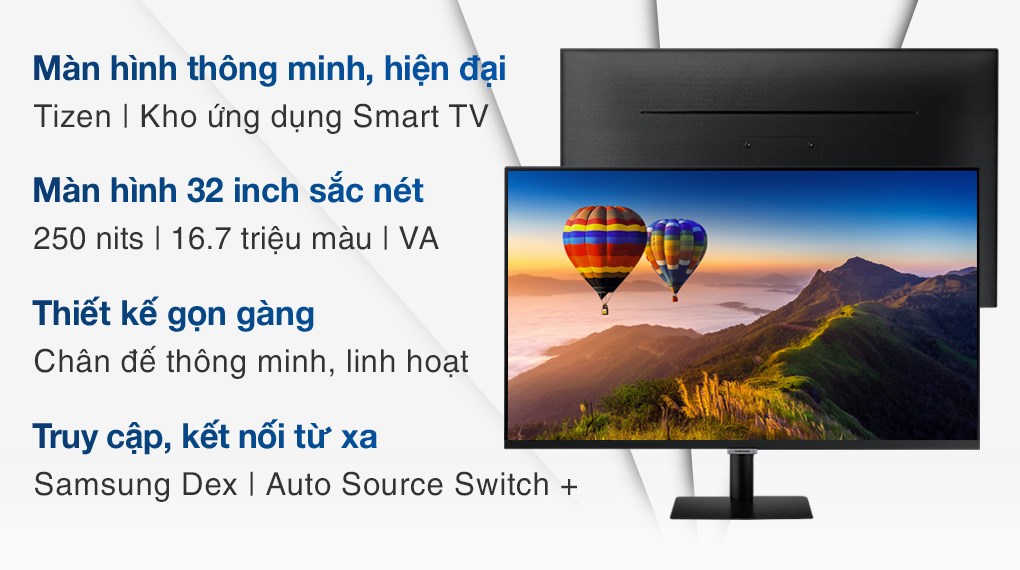 Màn hình thông minh, hiện đại
Tizen | Kho ứng dụng Smart TV
Màn hình 32 inch sắc nét
250 nits | 16.7 triệu màu | VA
Thiết kế gọn gàng
Chân đế thông minh, linh hoạt
Truy cập, kết nối từ xa
Samsung Dex | Auto Source Switch +
SAMSUNG